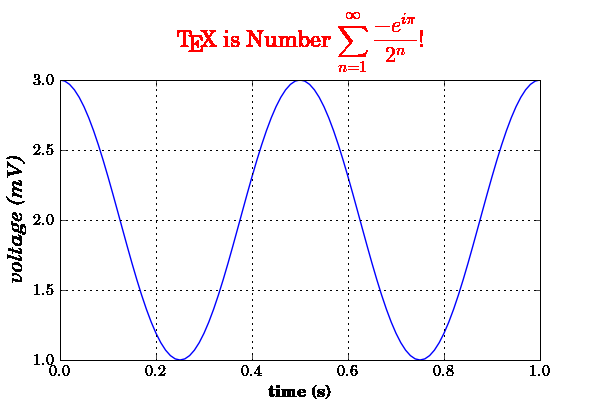 TEX is Number ∑_{n=1}^{∞} \frac{-e^{iπ}}{2^n}!
3.0
2.5
voltage (mV)
2.0
1.5
1.0
0.0 0.2 0.4 0.6 0.8 1.0
time (s)